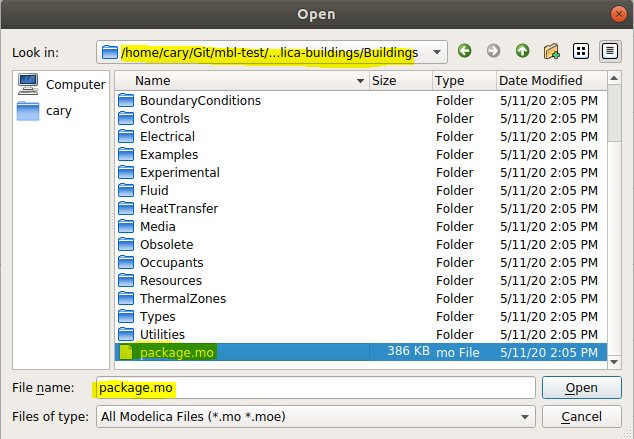 Open
Look in: /home/cary/Git/mbl-test/...lica-buildings/Buildings
Computer
cary
Name Size Type Date Modified
BoundaryConditions Folder 5/11/20 2:05 PM
Controls Folder 5/11/20 2:05 PM
Electrical Folder 5/11/20 2:05 PM
Examples Folder 5/11/20 2:05 PM
Experimental Folder 5/11/20 2:05 PM
Fluid Folder 5/11/20 2:05 PM
HeatTransfer Folder 5/11/20 2:05 PM
Media Folder 5/11/20 2:05 PM
Obsolete Folder 5/11/20 2:05 PM
Occupants Folder 5/11/20 2:05 PM
Resources Folder 5/11/20 2:05 PM
ThermalZones Folder 5/11/20 2:05 PM
Types Folder 5/11/20 2:05 PM
Utilities Folder 5/11/20 2:05 PM
package.mo 386 KB mo File 5/11/20 2:05 PM
File name: package.mo Open
Files of type: All Modelica Files (*.mo *.moe) Cancel